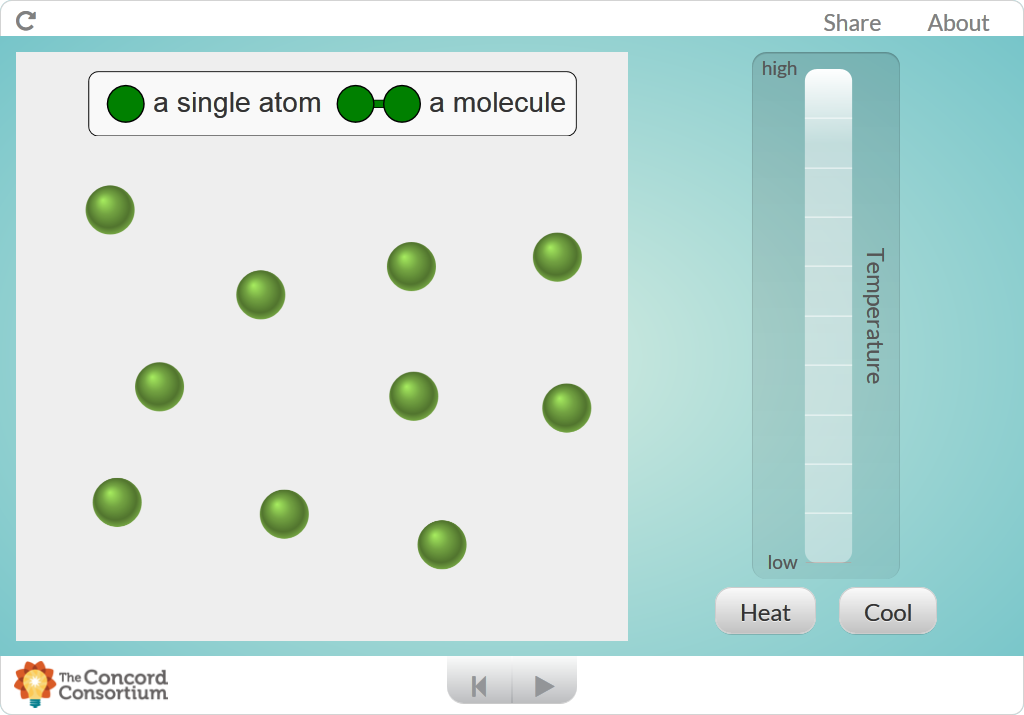 Share About
a single atom a molecule
high
Temperature
low
Heat Cool
The Concord
Consortium